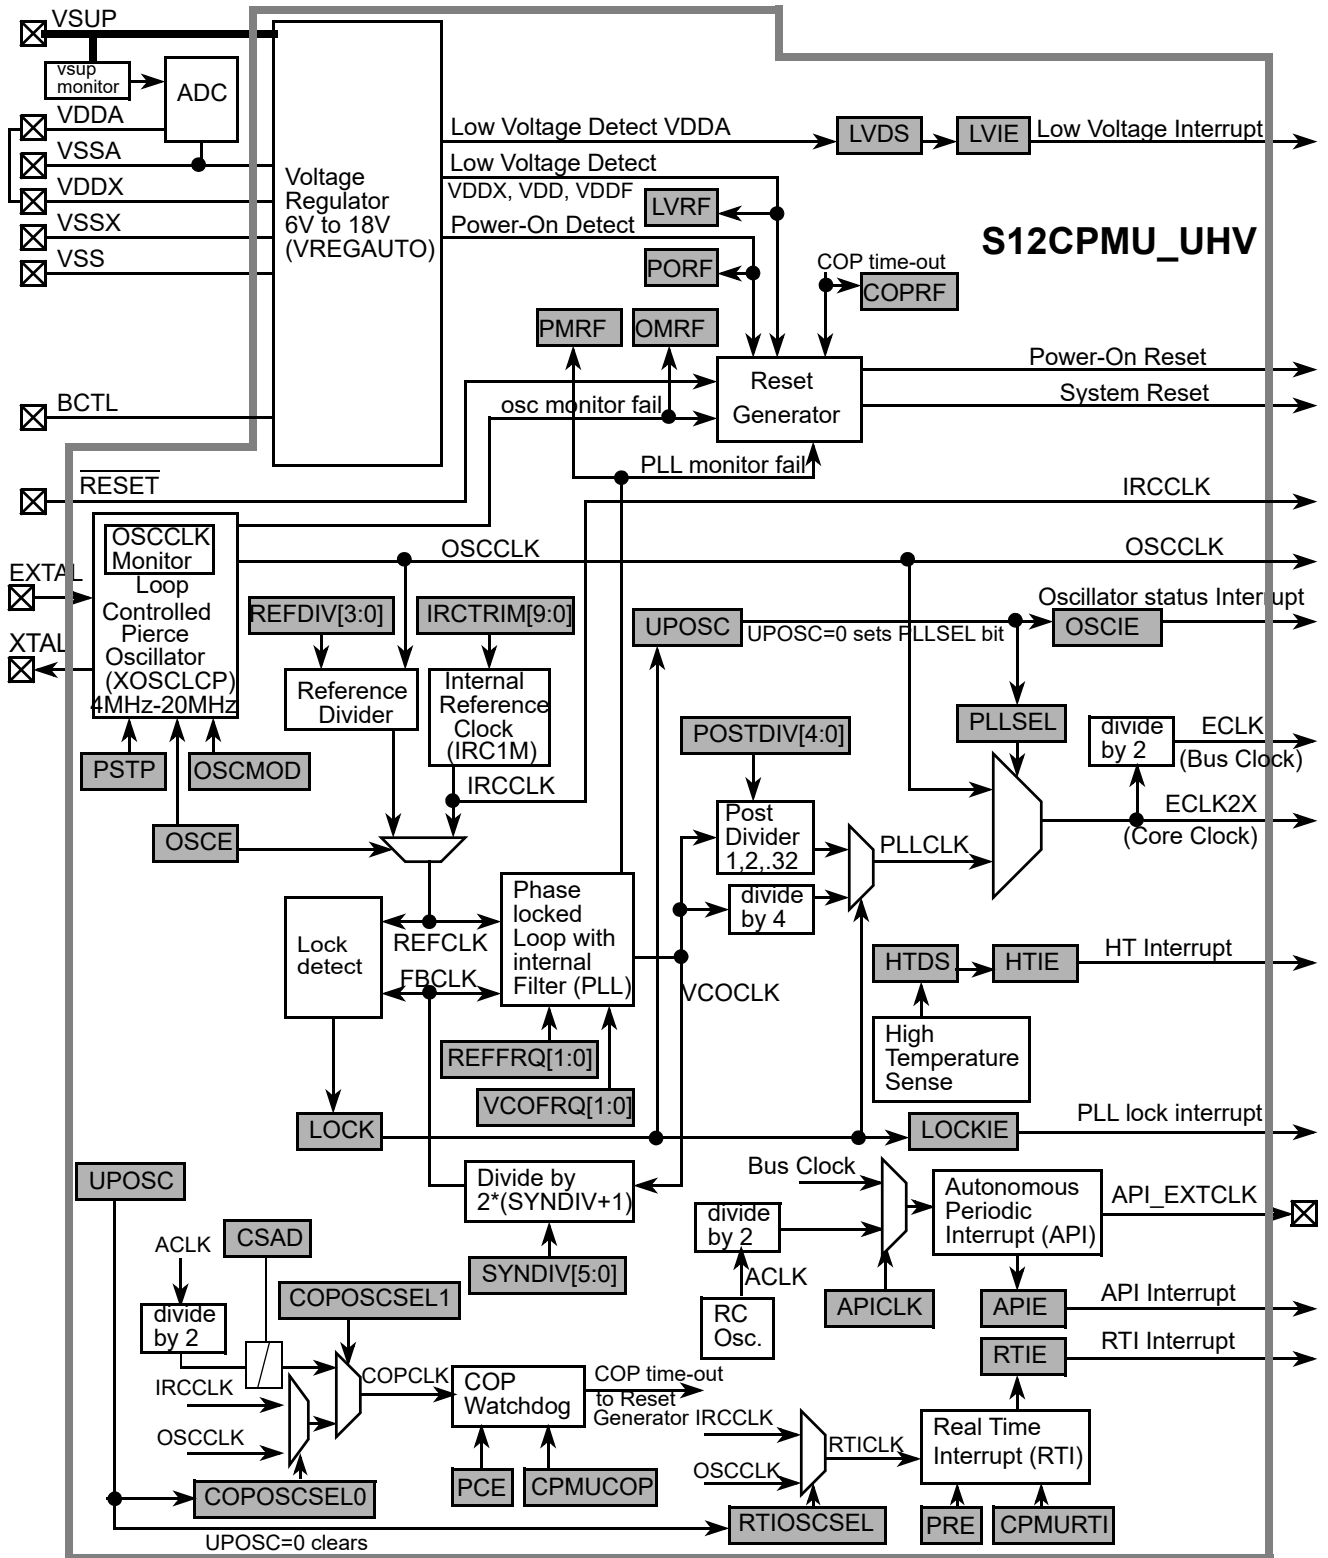 VSUP
vsup
monitor
ADC
VDDA
VSSA
VDDX
VSSX
VSS
BCTL
Voltage
Regulator
6V to 18V
(VREGAUTO)
Low Voltage Detect VDDA
LVDS
LVIE
Low Voltage Interrupt
Low Voltage Detect
VDDX, VDD, VDDF
LVRF
Power-On Detect
PORF
S12CPMU_UHV
COP time-out
COPRF
PMRF
OMRF
Reset
Generator
Power-On Reset
System Reset
osc monitor fail
PLL monitor fail
RESET
IRCCLK
OSCCLK
Monitor
Loop
Controlled
Pierce
Oscillator
(XOSCLCP)
4MHz-20MHz
EXTAL
XTAL
OSCCLK
OSCCLK
REFDIV[3:0]
IRCTRIM[9:0]
UPOSC
UPOSC=0 sets PLLSEL bit
Oscillator status Interrupt
OSCIE
Reference
Divider
Internal
Reference
Clock
(IRC1M)
PSTP
OSCMOD
IRCCLK
OSCE
POSTDIV[4:0]
PLLSEL
divide
by 2
ECLK
(Bus Clock)
ECLK2X
(Core Clock)
Post
Divider
1,2,.32
PLLCLK
divide
by 4
Lock
detect
REFCLK
FBCLK
Phase
locked
Loop with
internal
Filter (PLL)
VCOCLK
REFFRQ[1:0]
VCOFRQ[1:0]
HTDS
HTIE
HT Interrupt
High
Temperature
Sense
LOCK
LOCKIE
PLL lock interrupt
UPOSC
Divide by
2*(SYNDIV+1)
SYNDIV[5:0]
Bus Clock
divide
by 2
ACLK
RC
Osc.
APICLK
Autonomous
Periodic
Interrupt (API)
API_EXTCLK
APIE
API Interrupt
RTIE
RTI Interrupt
CSAD
ACLK
divide
by 2
COPOSCSEL1
IRCCLK
OSCCLK
COPCLK
COP
Watchdog
COP time-out
to Reset
Generator
PCE
CPMUCOP
COPOSCSEL0
IRCCLK
OSCCLK
RTICLK
Real Time
Interrupt (RTI)
RTIOSCSEL
PRE
CPMURTI
UPOSC=0 clears